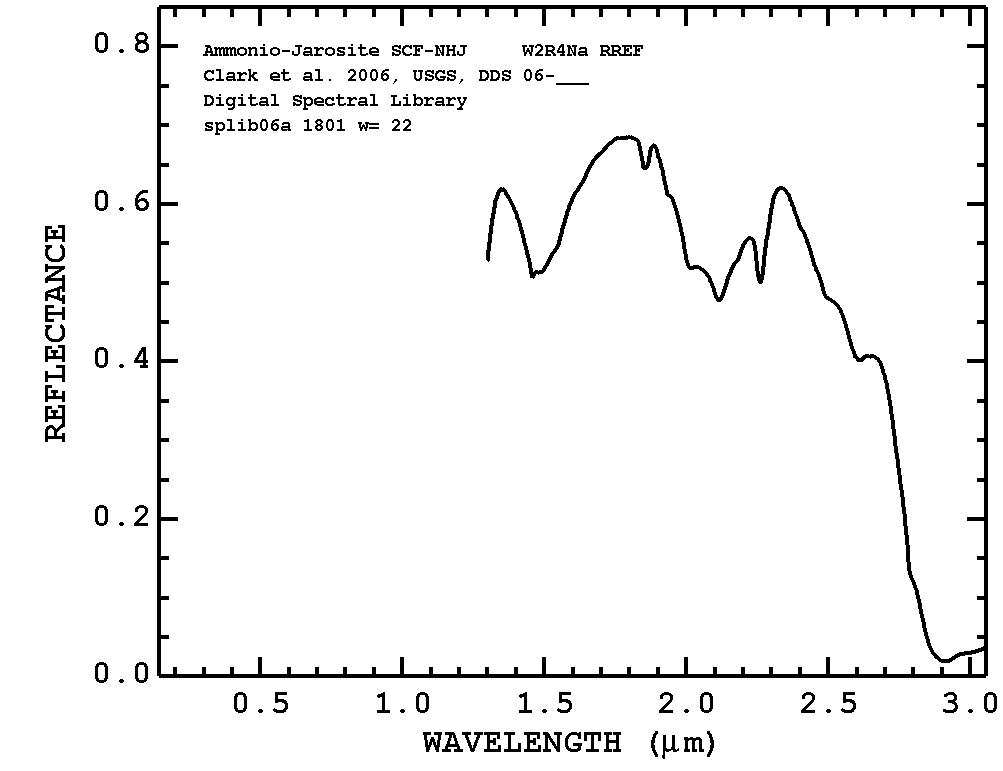 0.8
0.6
0.4
0.2
0.0
REFLECTANCE
Ammonio-Jarosite SCF-NHJ W2R4Na RREF
Clark et al. 2006, USGS, DDS 06-___
Digital Spectral Library
splib06a 1801 w= 22
0.5 1.0 1.5 2.0 2.5 3.0
WAVELENGTH (μm)